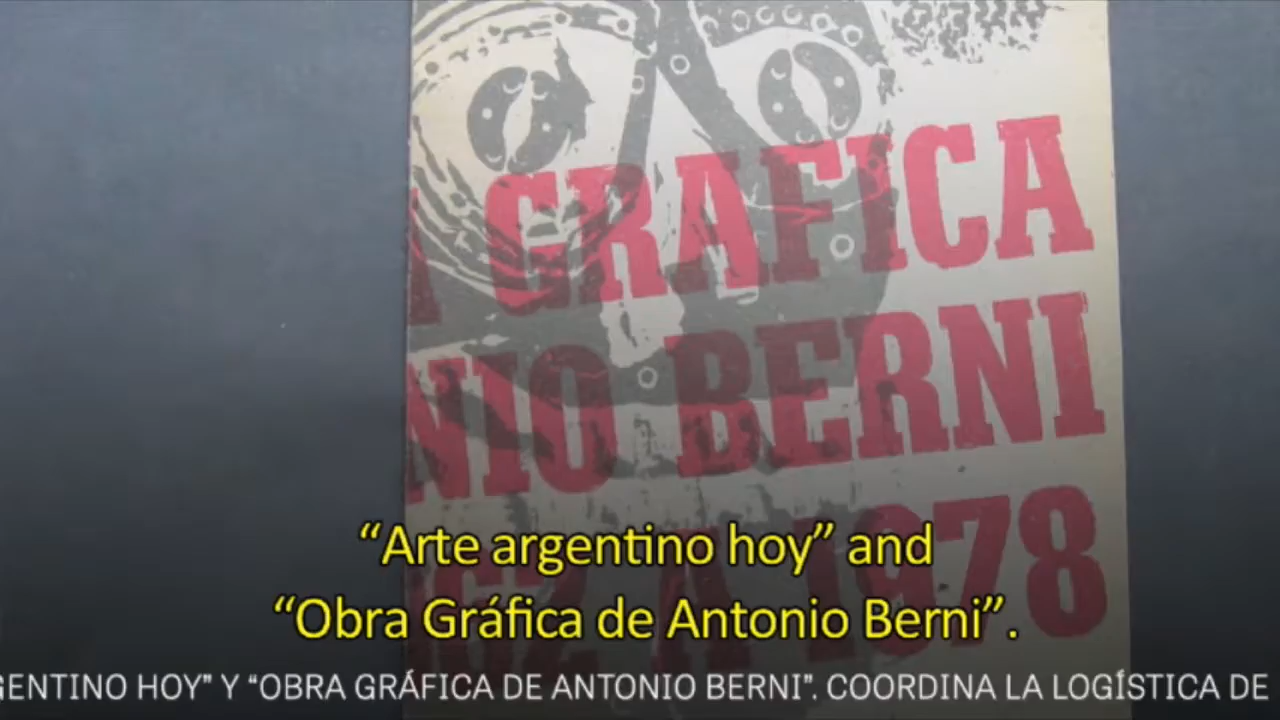 GRAFICA
NIO BERNI
62 A 1978
“Arte argentino hoy” and
“Obra Gráfica de Antonio Berni”.
GENTINO HOY” Y “OBRA GRÁFICA DE ANTONIO BERNI”. COORDINA LA LOGÍSTICA DE